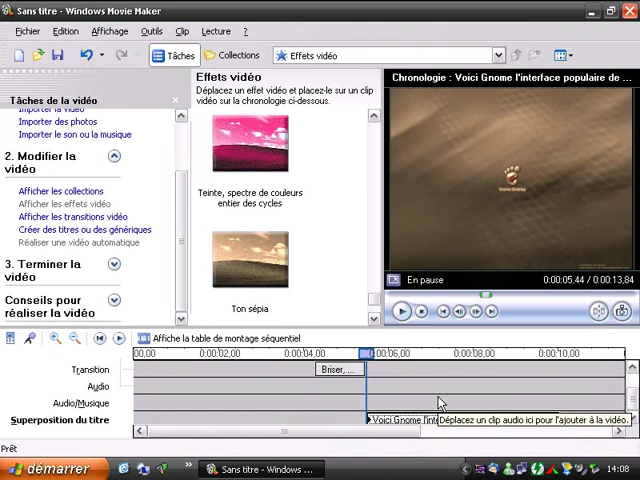 Sans titre - Windows Movie Maker
Fichier Edition Affichage Outils Clip Lecture ?
Tâches Collections Effets vidéo
Tâches de la vidéo
Importer la vidéo
Importer des photos
Importer le son ou la musique
2. Modifier la
vidéo
Afficher les collections
Afficher les effets vidéo
Afficher les transitions vidéo
Créer des titres ou des génériques
Réaliser une vidéo automatique
3. Terminer la
vidéo
Conseils pour
réaliser la vidéo
Effets vidéo
Déplacez un effet vidéo et placez-le sur un clip
vidéo sur la chronologie ci-dessous.
Teinte, spectre de couleurs
entier des cycles
Ton sépia
Chronologie : Voici Gnome l'interface populaire de ...
Gnome Desktop
En pause 0:00:05,44 / 0:00:13,84
Affiche la table de montage séquentiel
00,00 0:00:02,00 0:00:04,00 0:00:06,00 0:00:08,00 0:00:10,00
Transition Briser, ...
Audio
Audio/Musique
Superposition du titre Voici Gnome l'inte
Déplacez un clip audio ici pour l'ajouter à la vidéo.
Prêt
démarrer Sans titre - Windows ... 14:08